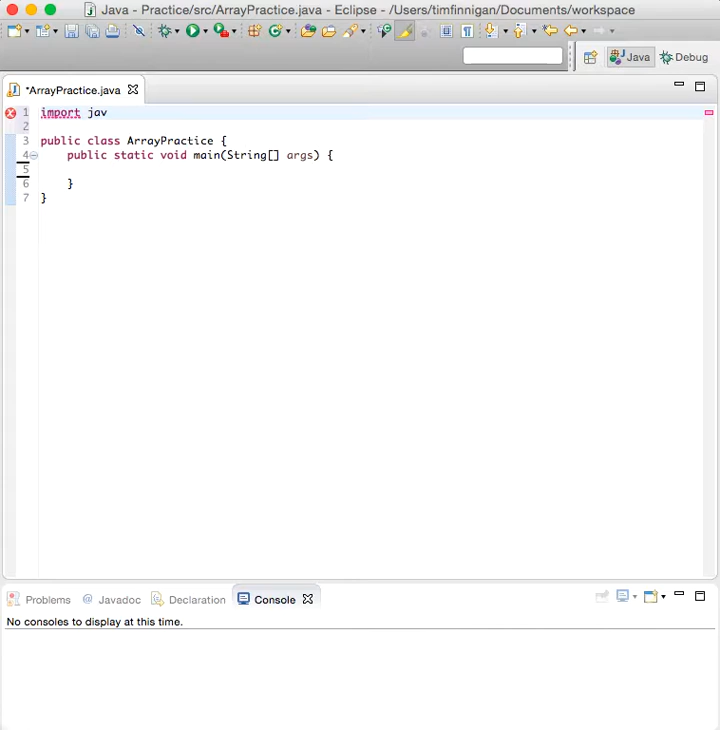 Java - Practice/src/ArrayPractice.java - Eclipse - /Users/timfinnigan/Documents/workspace
Java Debug
*ArrayPractice.java
1 import jav
2
3 public class ArrayPractice {
4 public static void main(String[] args) {
5
6 }
7 }
Problems @ Javadoc Declaration Console
No consoles to display at this time.